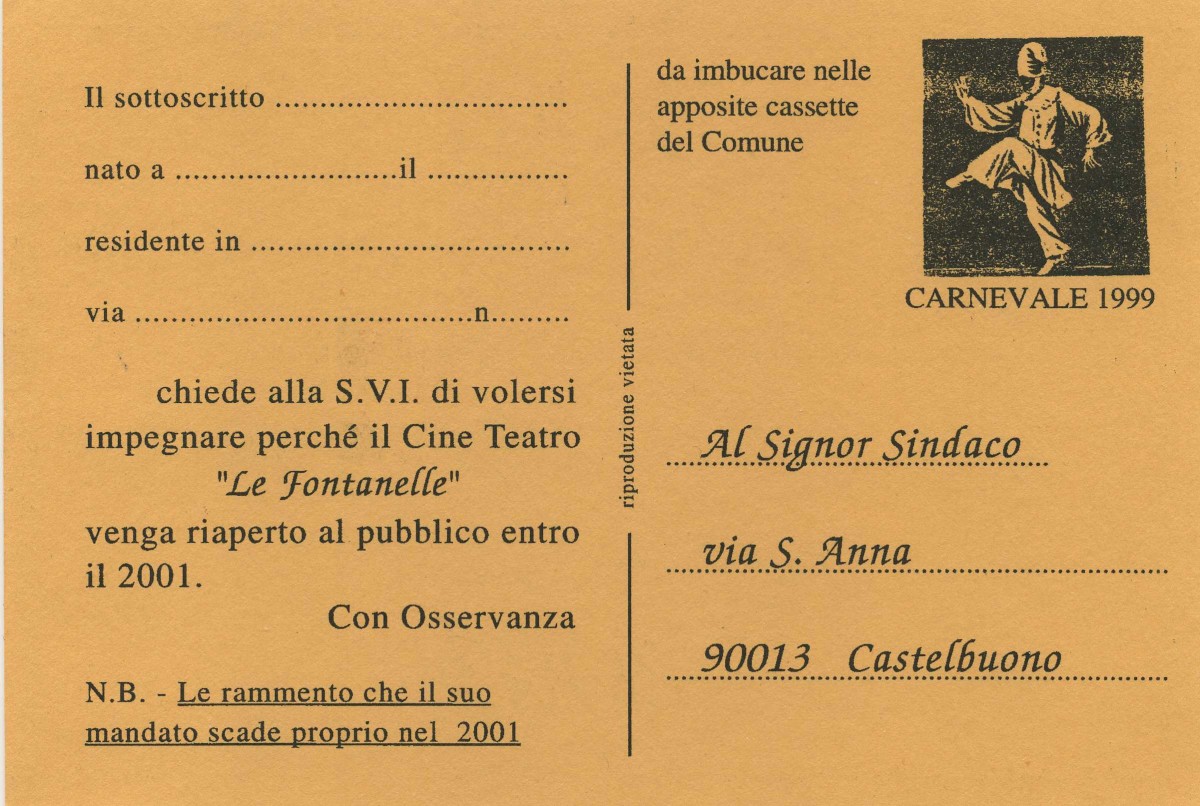 Il sottoscritto .................................
nato a .........................il ................
residente in ....................................
via ......................................n.........
chiede alla S.V.I. di volersi
impegnare perché il Cine Teatro
"Le Fontanelle"
venga riaperto al pubblico entro
il 2001.
Con Osservanza
N.B. - Le rammento che il suo
mandato scade proprio nel 2001
riproduzione vietata
da imbucare nelle
apposite cassette
del Comune
CARNEVALE 1999
Al Signor Sindaco
via S. Anna
90013 Castelbuono